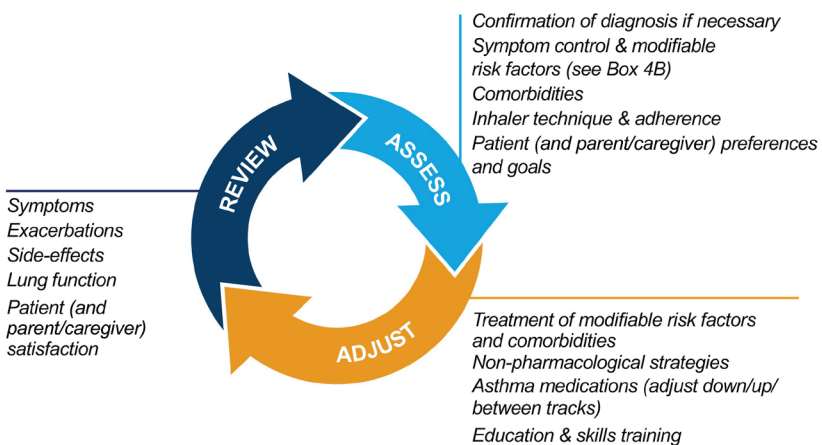 Confirmation of diagnosis if necessary
Symptom control & modifiable
risk factors (see Box 4B)
Comorbidities
Inhaler technique & adherence
Patient (and parent/caregiver) preferences
and goals
REVIEW
ASSESS
Symptoms
Exacerbations
Side-effects
Lung function
Patient (and
parent/caregiver)
satisfaction
ADJUST
Treatment of modifiable risk factors
and comorbidities
Non-pharmacological strategies
Asthma medications (adjust down/up/
between tracks)
Education & skills training